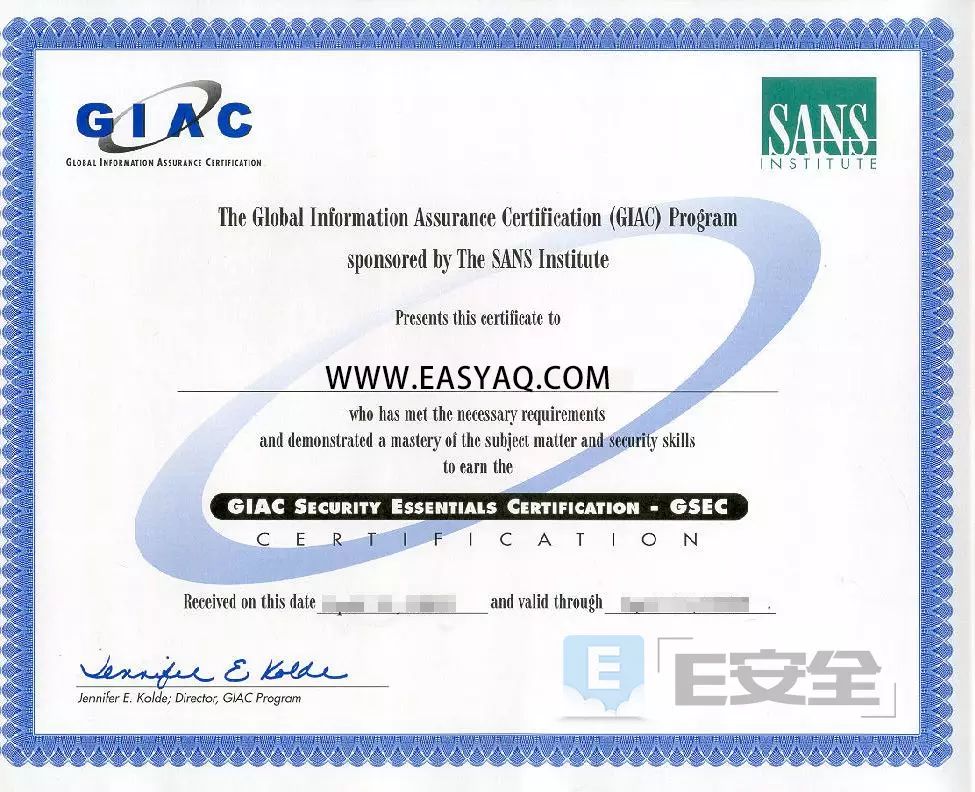 GIAC
GLOBAL INFORMATION ASSURANCE CERTIFICATION
SANS
INSTITUTE
The Global Information Assurance Certification (GIAC) Program
sponsored by The SANS Institute
Presents this certificate to
WWW.EASYAQ.COM
who has met the necessary requirements
and demonstrated a mastery of the subject matter and security skills
to earn the
GIAC SECURITY ESSENTIALS CERTIFICATION - GSEC
CERTIFICATION
Received on this date and valid through .
Jennifer E Kolde
Jennifer E. Kolde; Director, GIAC Program
E E安全